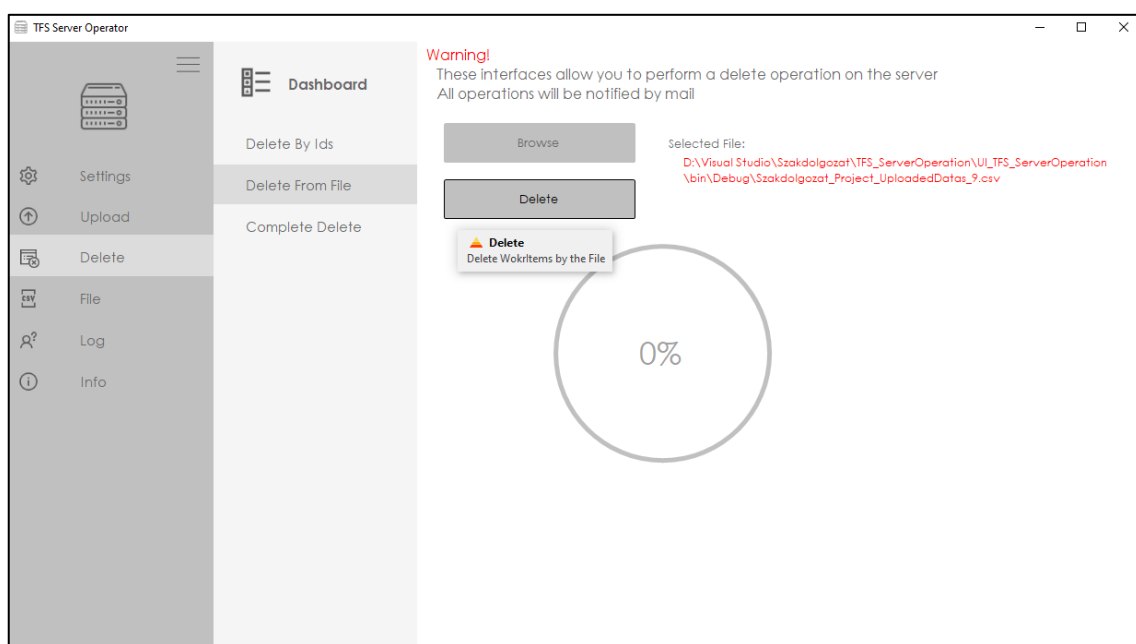 TFS Server Operator
Settings
Upload
Delete
CSV
File
Log
Info
Dashboard
Delete By Ids
Delete From File
Complete Delete
Warning!
These interfaces allow you to perform a delete operation on the server
All operations will be notified by mail
Browse
Delete
Selected File:
D:\Visual Studio\Szakdolgozat\TFS_ServerOperation\UI_TFS_ServerOperation
\bin\Debug\Szakdolgozat_Project_UploadedDatas_9.csv
Delete
Delete WokrItems by the File
0%